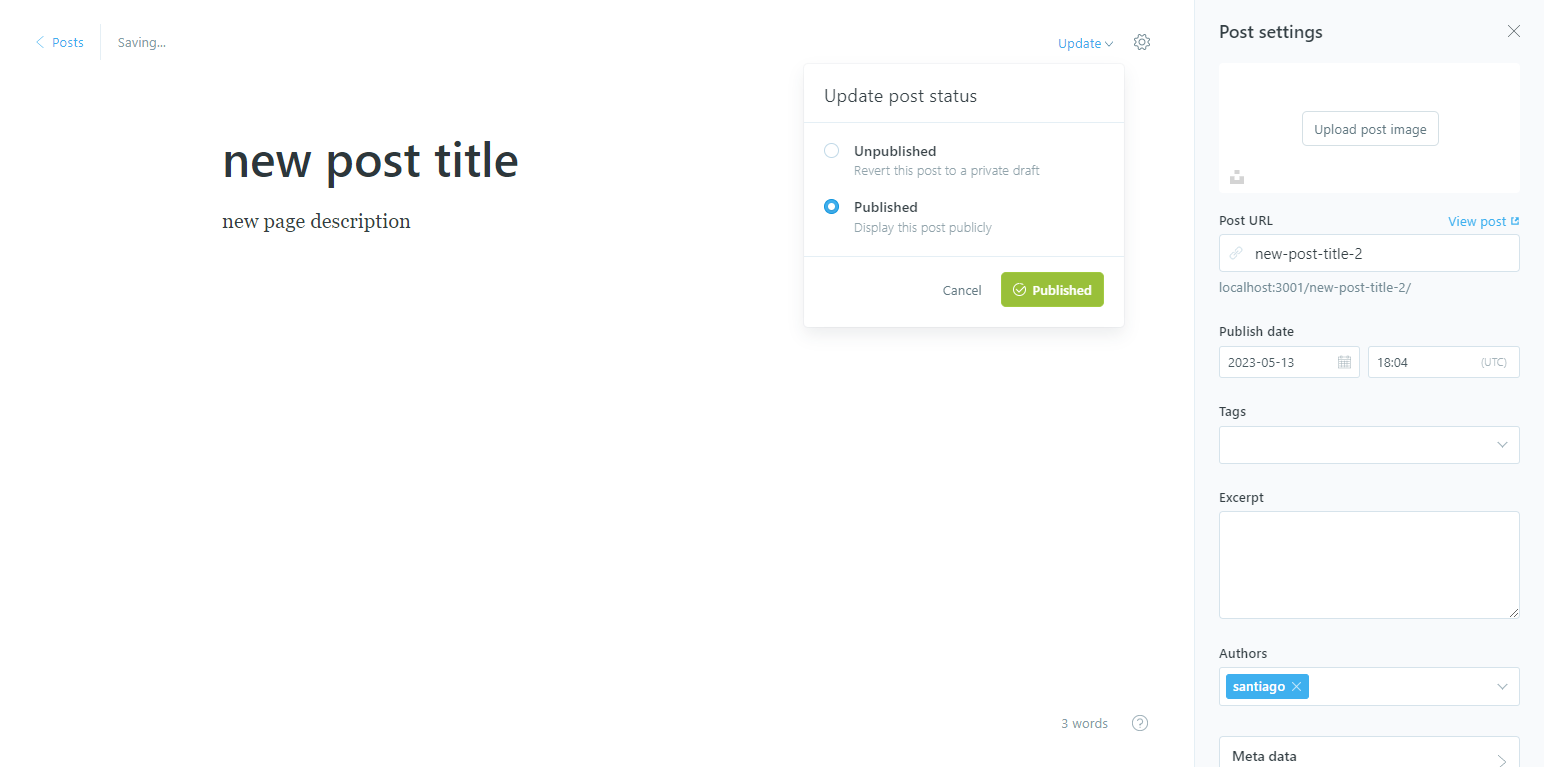 Posts
Saving...
Update
new post title
new page description
Update post status
Unpublished
Revert this post to a private draft
Published
Display this post publicly
Cancel
Published
3 words
?
Post settings
Upload post image
Post URL
View post
new-post-title-2
localhost:3001/new-post-title-2/
Publish date
2023-05-13
18:04
(UTC)
Tags
Excerpt
Authors
santiago
Meta data